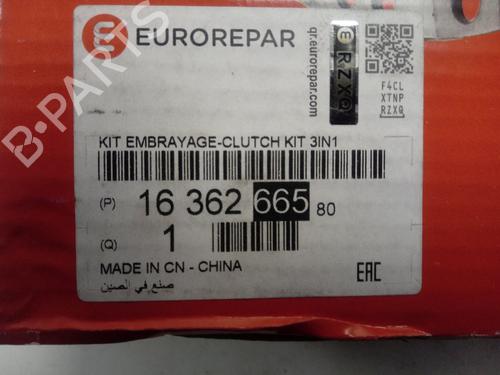 EUROREPAR
qr.eurorepar.com
RZXQ
F4CL
XTNP
RZXQ
KIT EMBRAYAGE-CLUTCH KIT 3IN1
(P) 16 362 665 80
(Q) 1
MADE IN CN - CHINA
صنع في الصين
EAC
B-PARTS